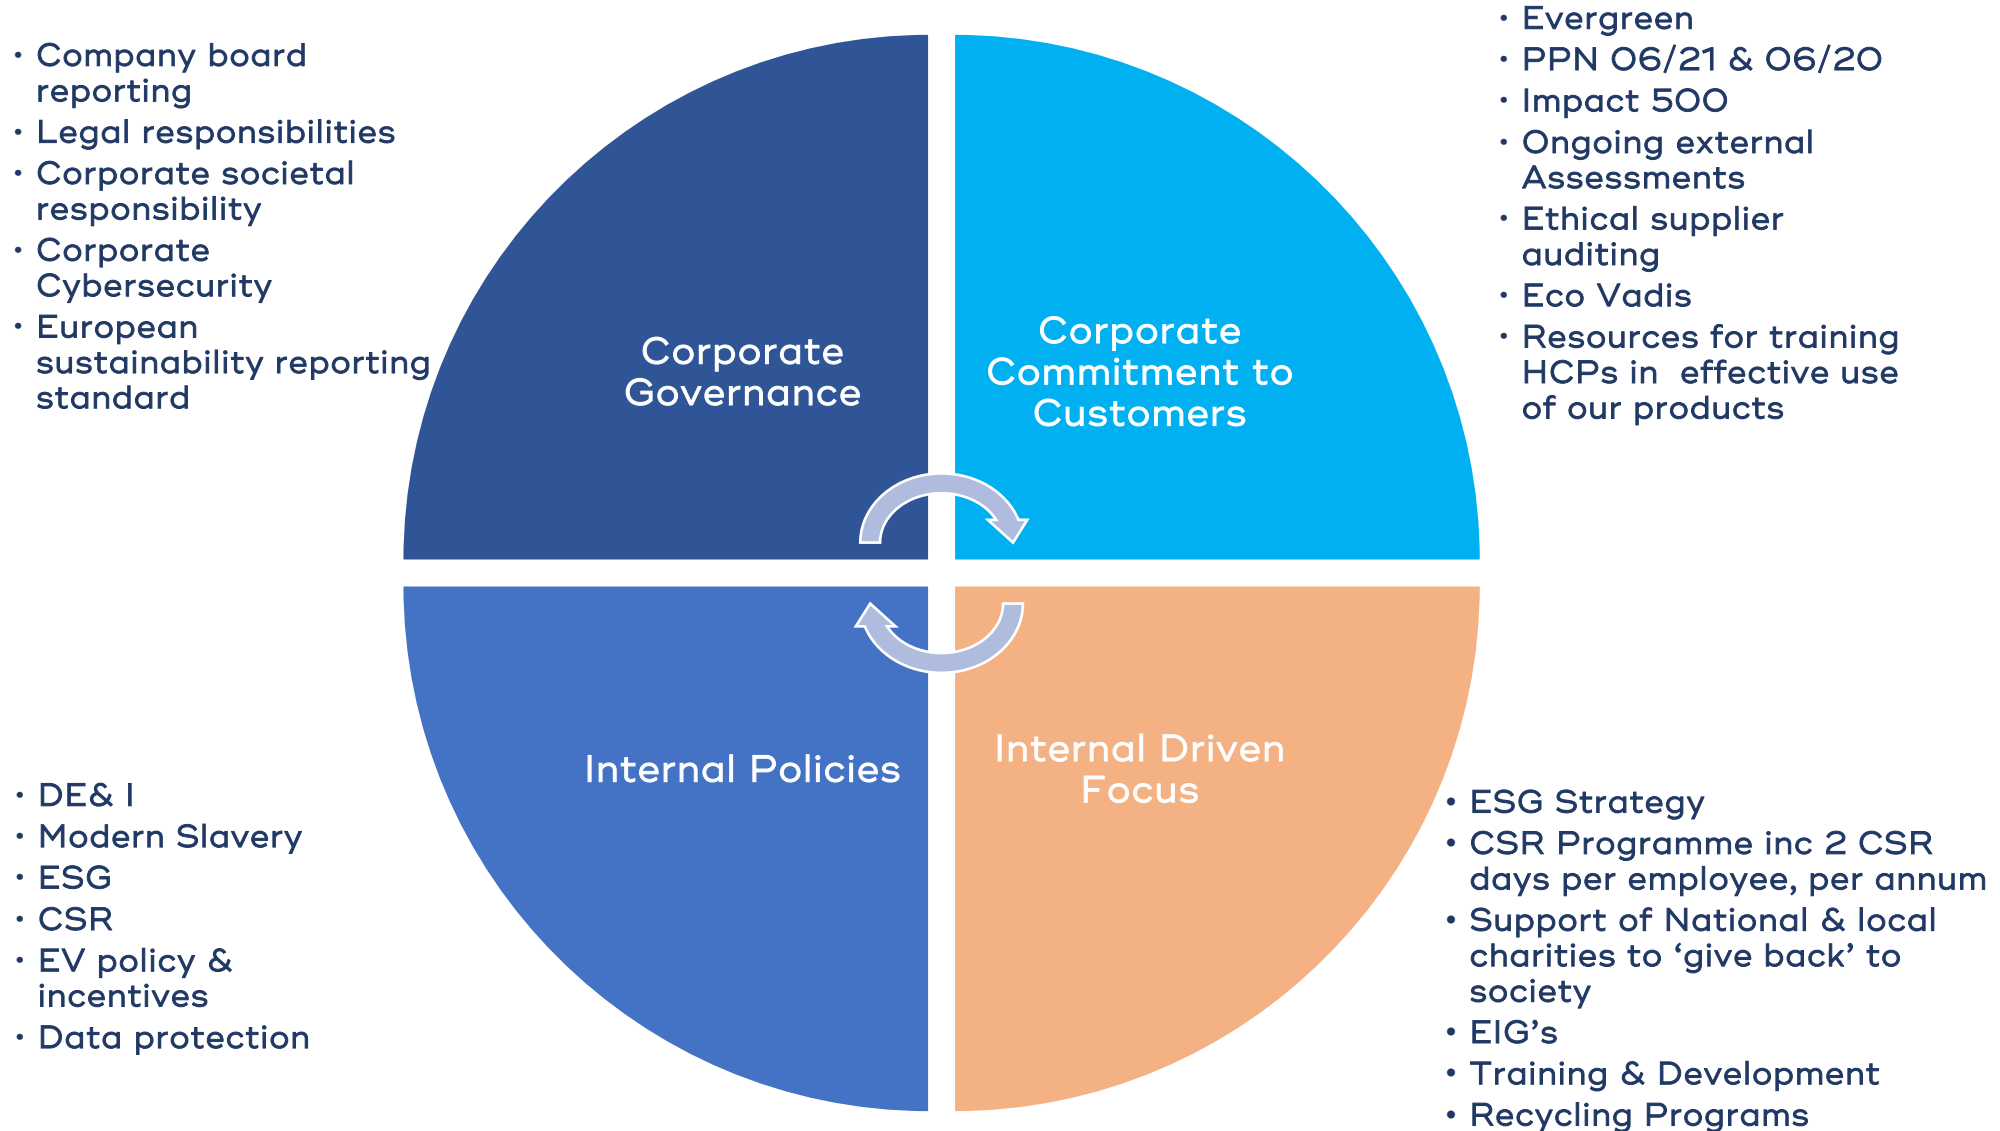 · Company board
reporting
· Legal responsibilities
· Corporate societal
responsibility
· Corporate
Cybersecurity
· European
sustainability reporting
standard
Corporate
Governance
Corporate
Commitment to
Customers
· Evergreen
· PPN 06/21 & 06/20
· Impact 500
· Ongoing external
Assessments
· Ethical supplier
auditing
· Eco Vadis
· Resources for training
HCPs in  effective use
of our products
Internal Policies
Internal Driven
Focus
· DE& I
· Modern Slavery
· ESG
· CSR
· EV policy &
incentives
· Data protection
• ESG Strategy
• CSR Programme inc 2 CSR
days per employee, per annum
• Support of National & local
charities to ‘give back’ to
society
• EIG’s
• Training & Development
• Recycling Programs